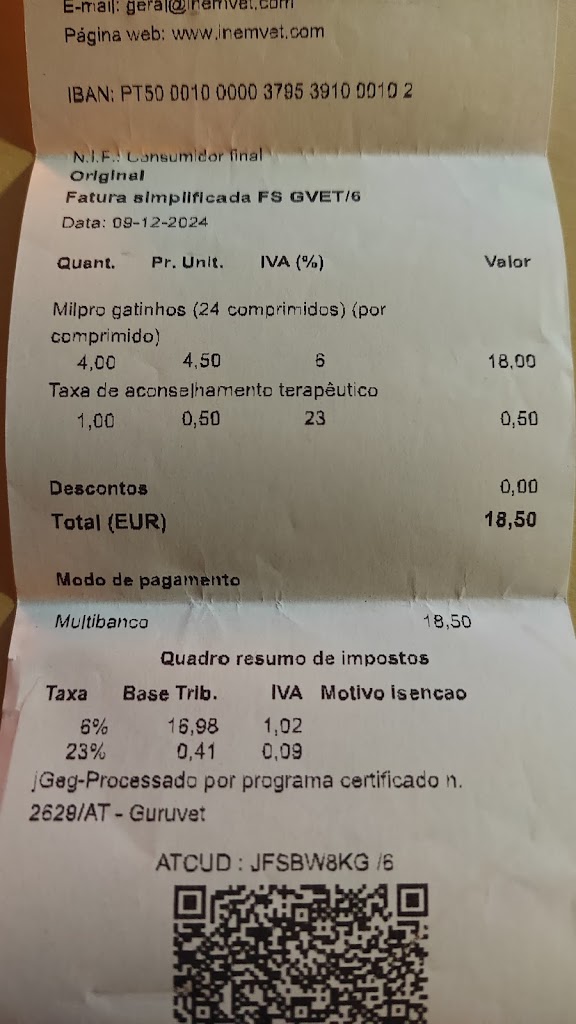 E-mail: geral@inemvet.com
Página web: www.inemvet.com
IBAN: PT50 0010 0000 3795 3910 0010 2
N.I.F.: Consumidor final
Original
Fatura simplificada FS GVET/6
Data: 09-12-2024
Quant. Pr. Unit. IVA (%) Valor
Milpro gatinhos (24 comprimidos) (por
comprimido)
4,00 4,50 6 18,00
Taxa de aconselhamento terapêutico
1,00 0,50 23 0,50
Descontos 0,00
Total (EUR) 18,50
Modo de pagamento
Multibanco 18,50
Quadro resumo de impostos
Taxa Base Trib. IVA Motivo isencao
6% 16,98 1,02
23% 0,41 0,09
jGag-Processado por programa certificado n.
2629/AT - Guruvet
ATCUD : JFSBW8KG /6